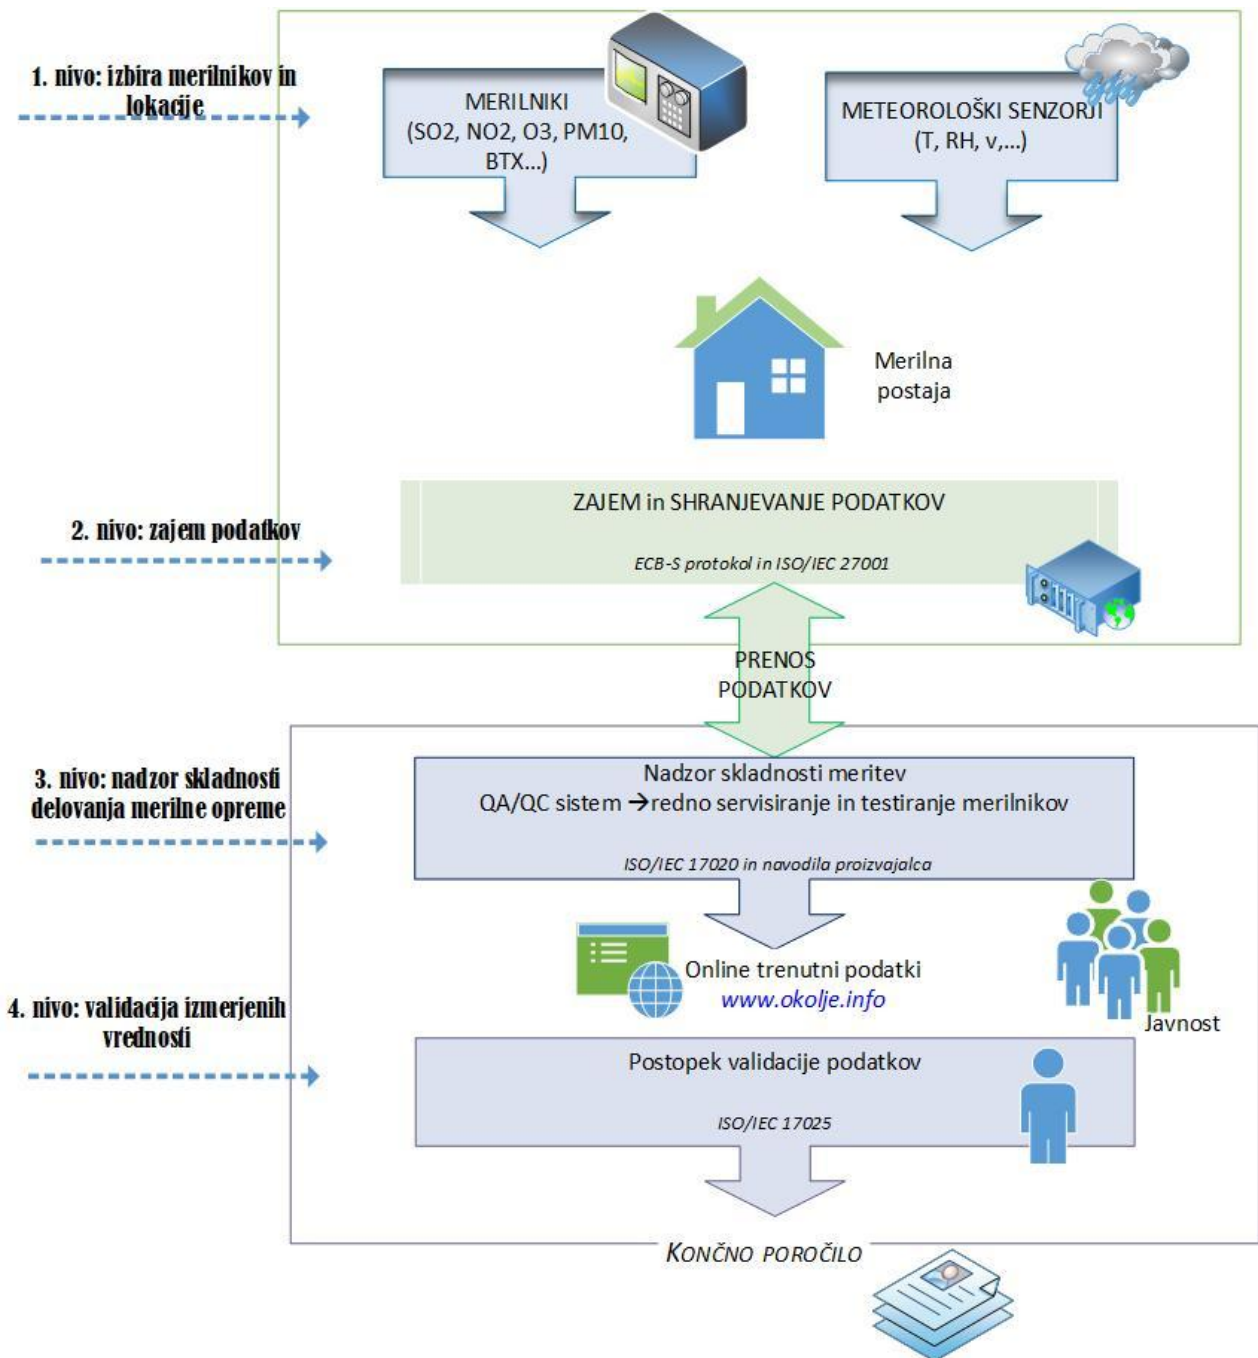 1. nivo: izbira merilnikov in
lokacije
MERILNIKI
(SO2, NO2, O3, PM10,
BTX...)
METEOROLOŠKI SENZORJI
(T, RH, v,...)
Merilna
postaja
2. nivo: zajem podatkov
ZAJEM in SHRANJEVANJE PODATKOV
ECB-S protokol in ISO/IEC 27001
PRENOS
PODATKOV
3. nivo: nadzor skladnosti
delovanja merilne opreme
Nadzor skladnosti meritev
QA/QC sistem →redno servisiranje in testiranje merilnikov
ISO/IEC 17020 in navodila proizvajalca
Online trenutni podatki
www.okolje.info
Javnost
4. nivo: validacija izmerjenih
vrednosti
Postopek validacije podatkov
ISO/IEC 17025
KONČNO POROČILO